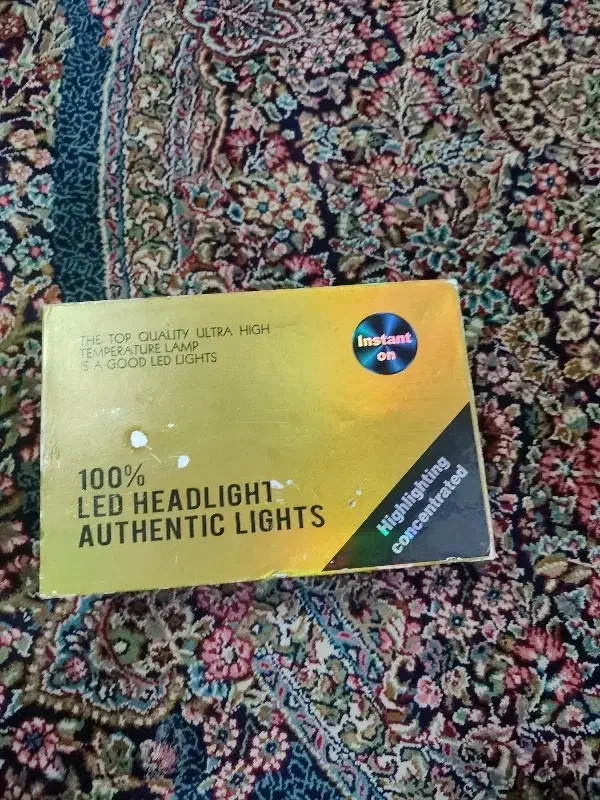 THE TOP QUALITY ULTRA HIGH
TEMPERATURE LAMP
IS A GOOD LED LIGHTS
Instant
on
100%
LED HEADLIGHT
AUTHENTIC LIGHTS
Highlighting
concentrated